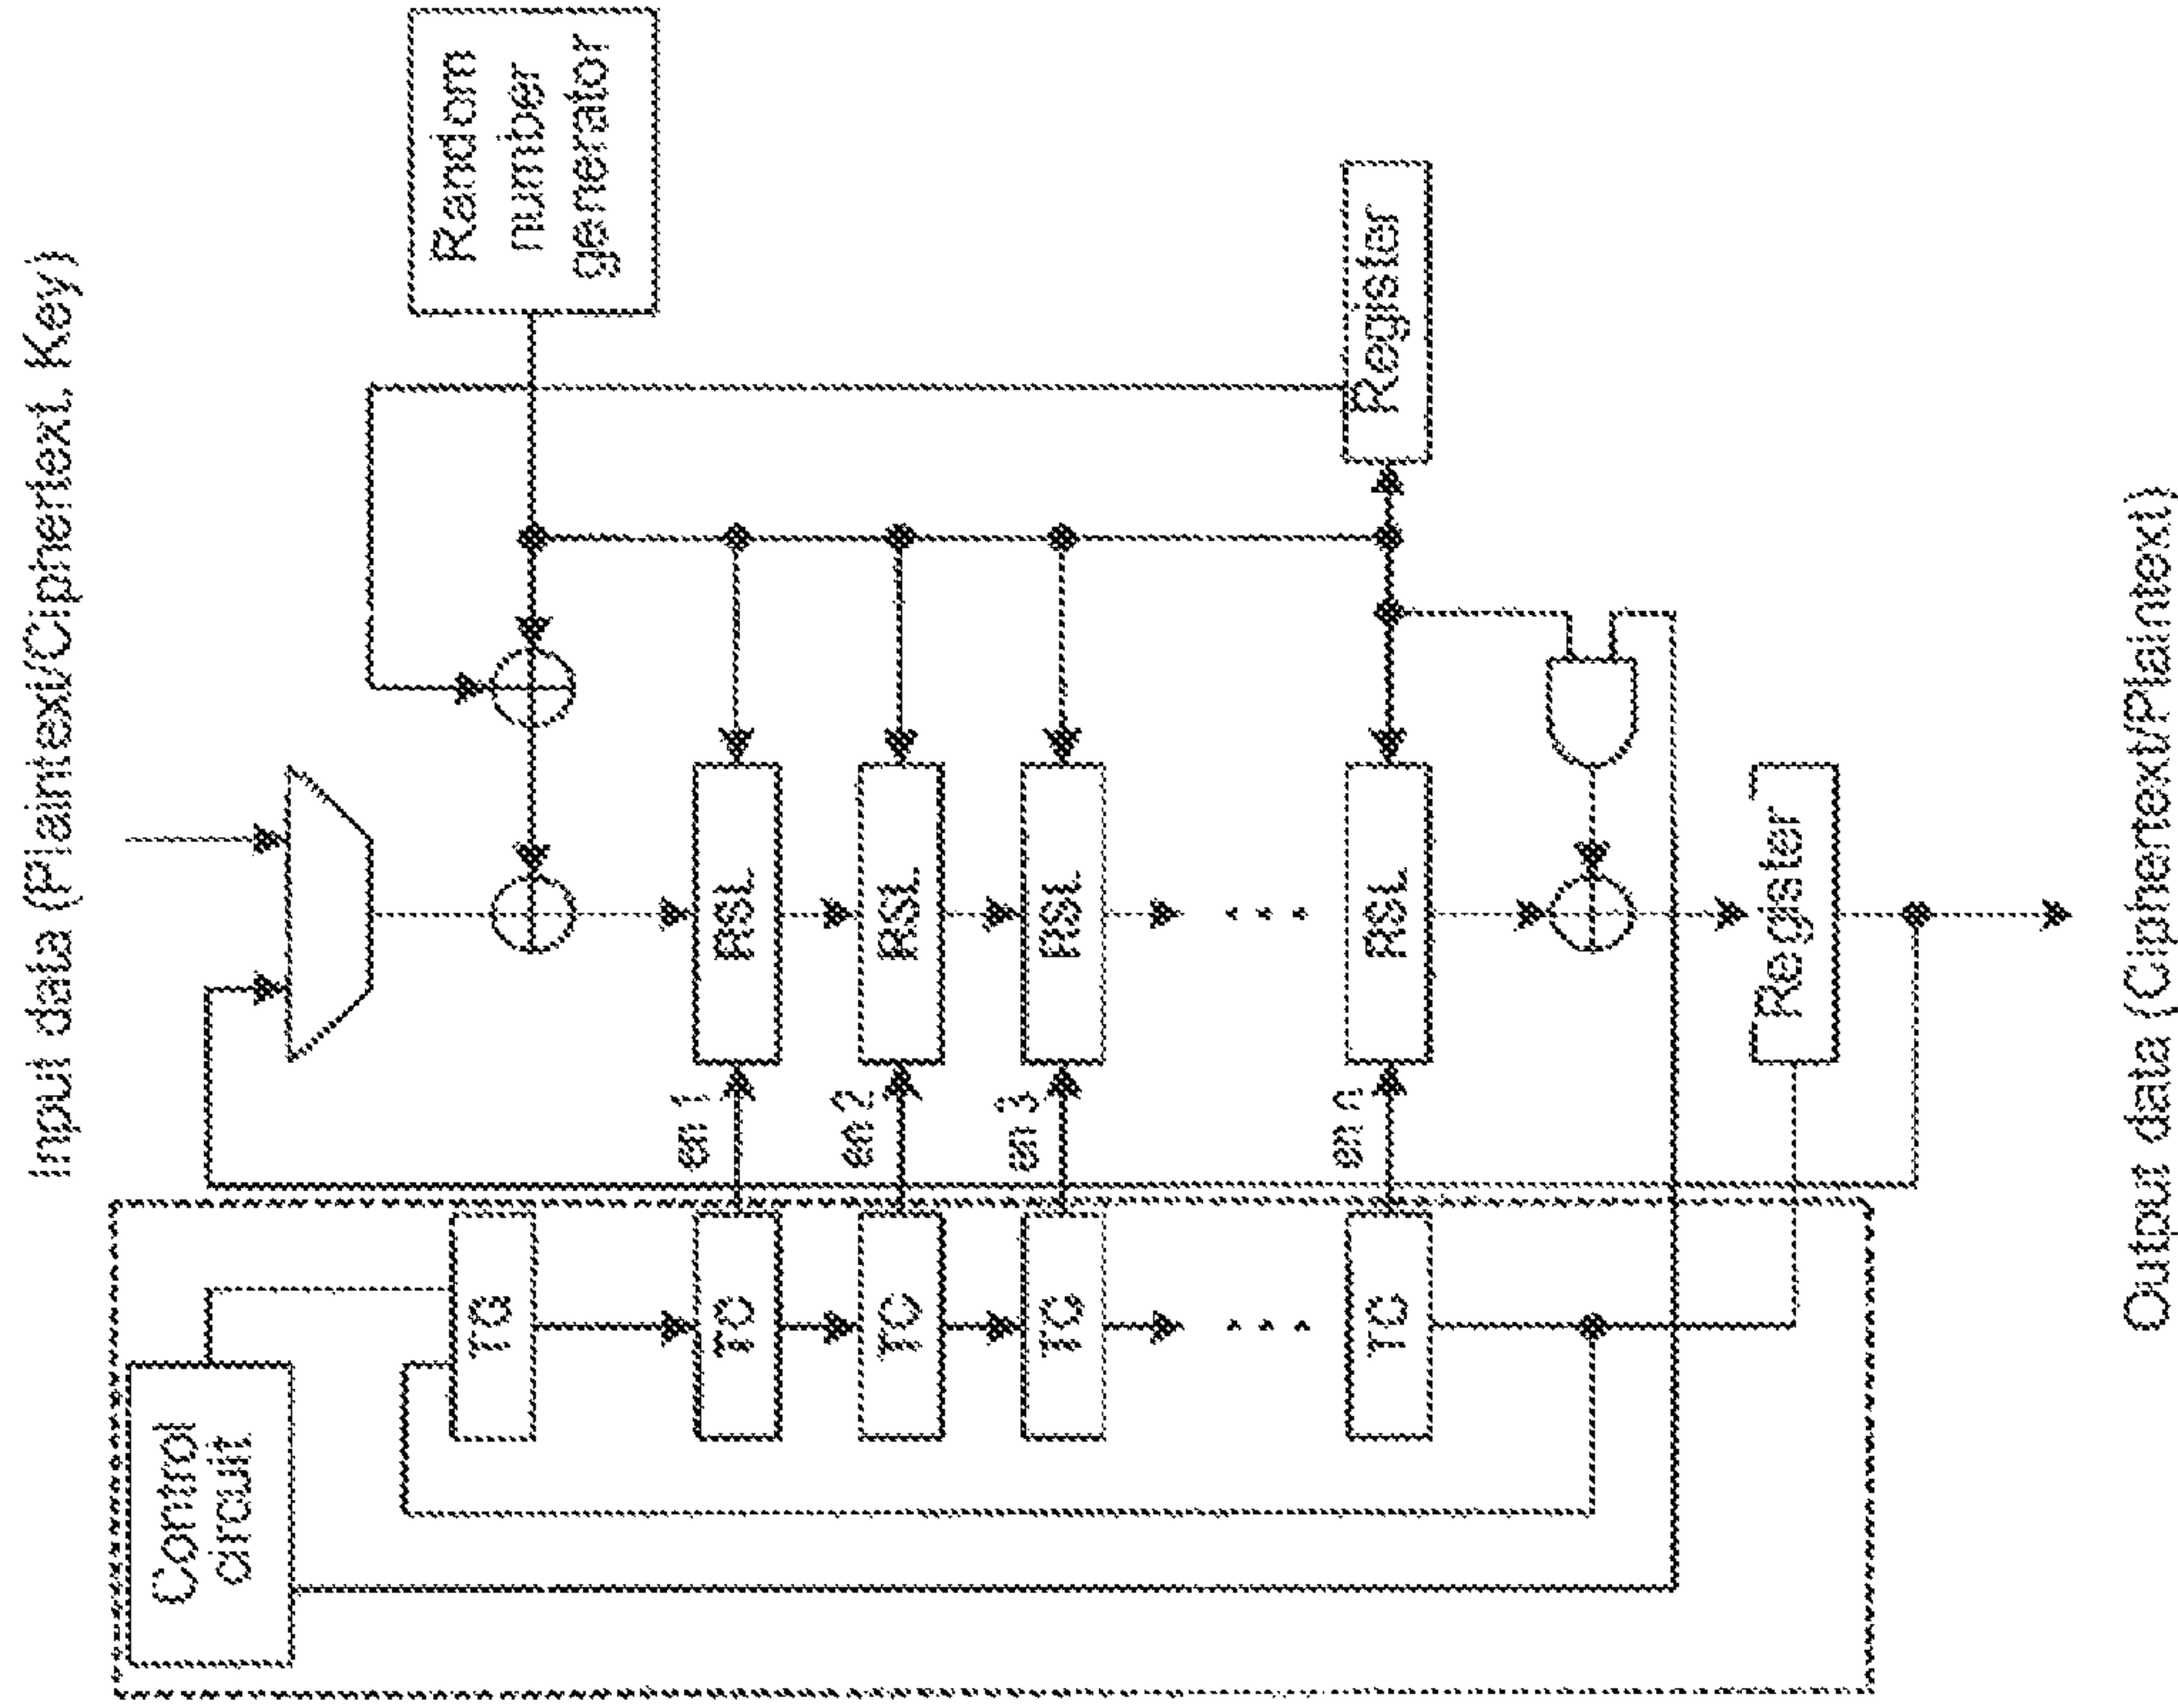 Input data (Plaintext/Ciphertext, Key)
Control
circuit
Random
number
generator
TG
TC
en 1
RSL
TC
en 2
RSL
TC
en 3
RSL
. . .
. . .
TC
en n
RSL
Register
Register
Output data (Ciphertext/Plaintext)